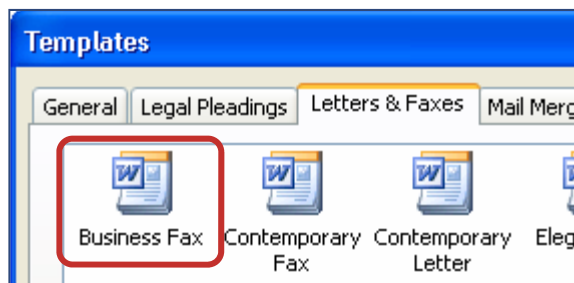 Templates
General Legal Pleadings Letters & Faxes Mail Merg
Business Fax Contemporary Contemporary Eleg
Fax Letter